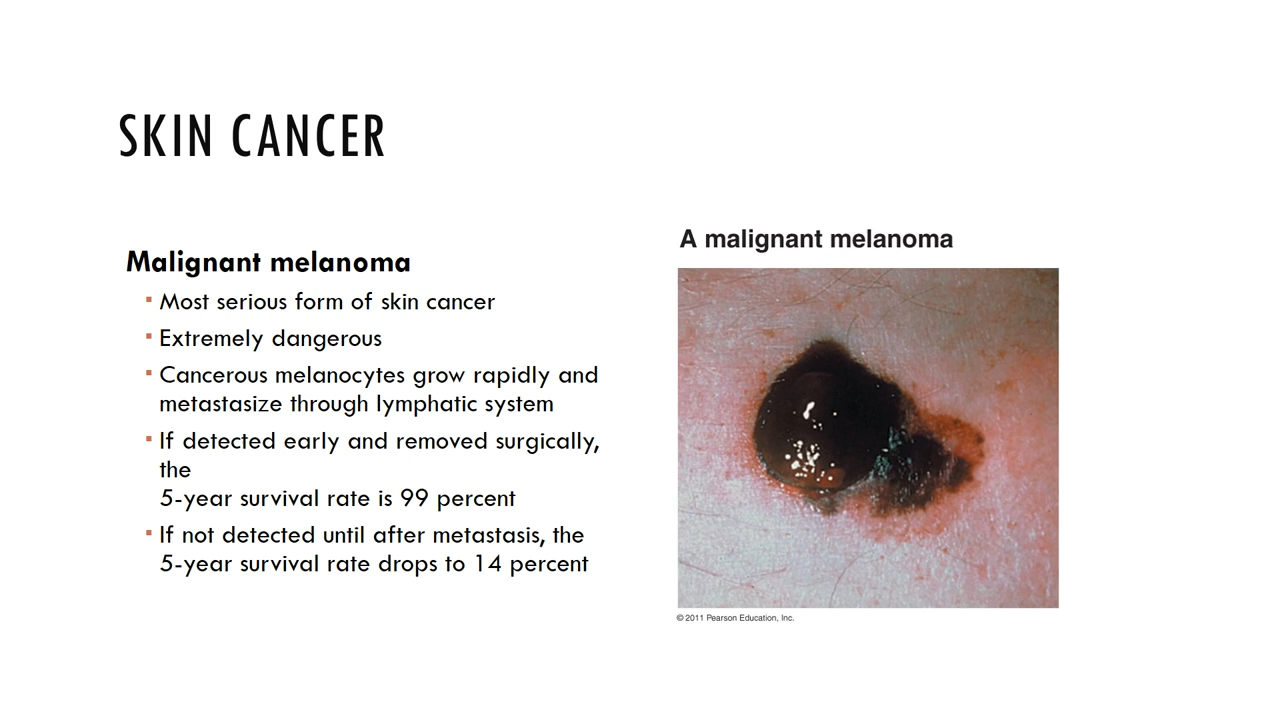 SKIN CANCER
Malignant melanoma
▪ Most serious form of skin cancer
▪ Extremely dangerous
▪ Cancerous melanocytes grow rapidly and
metastasize through lymphatic system
▪ If detected early and removed surgically,
the
5-year survival rate is 99 percent
▪ If not detected until after metastasis, the
5-year survival rate drops to 14 percent
A malignant melanoma
© 2011 Pearson Education, Inc.